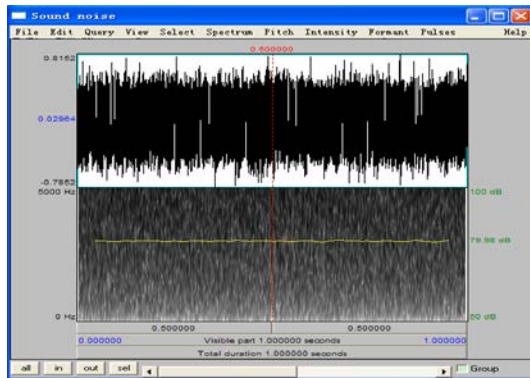 Sound noise
File Edit Query View Select Spectrum Pitch Intensity Formant Pulses Help
0.500000
0.8152
0.02964
-0.7852
5000 Hz
100 dB
79.98 dB
0 Hz
50 dB
0.500000 0.500000
0.000000 Visible part 1.000000 seconds 1.000000
Total duration 1.000000 seconds
all in out sel Group